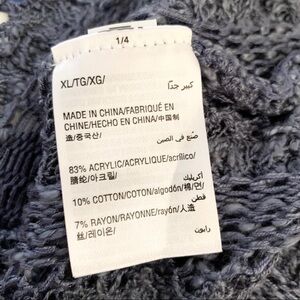 1/4
XL/TG/XG/ كبير جدًا
MADE IN CHINA/FABRIQUÉ EN
CHINE/HECHO EN CHINA/中国制
造/중국산/ صُنع في الصين
83% ACRYLIC/ACRYLIQUE/acrílico/
腈纶/아크릴/ أكريليك
10% COTTON/COTON/algodón/棉/면/
قطن
7% RAYON/RAYONNE/rayón/人造
丝/레이온/ رايون